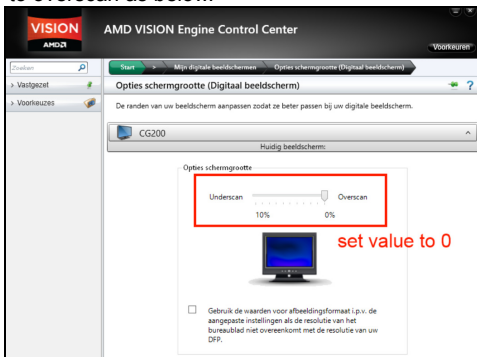 to overscan as below
VISION
AMD
AMD VISION Engine Control Center
Voorkeuren
Zoeken
Start > Mijn digitale beeldschermen Opties schermgrootte (Digitaal beeldscherm)
> Vastgezet
Opties schermgrootte (Digitaal beeldscherm) ?
> Voorkeuzes
De randen van uw beeldscherm aanpassen zodat ze beter passen bij uw digitale beeldscherm.
CG200
Huidig beeldscherm:
Opties schermgrootte
Underscan Overscan
10% 0%
set value to 0
Gebruik de waarden voor afbeeldingsformaat i.p.v. de
aangepaste instellingen als de resolutie van het
bureaublad niet overeenkomt met de resolutie van uw
DFP.